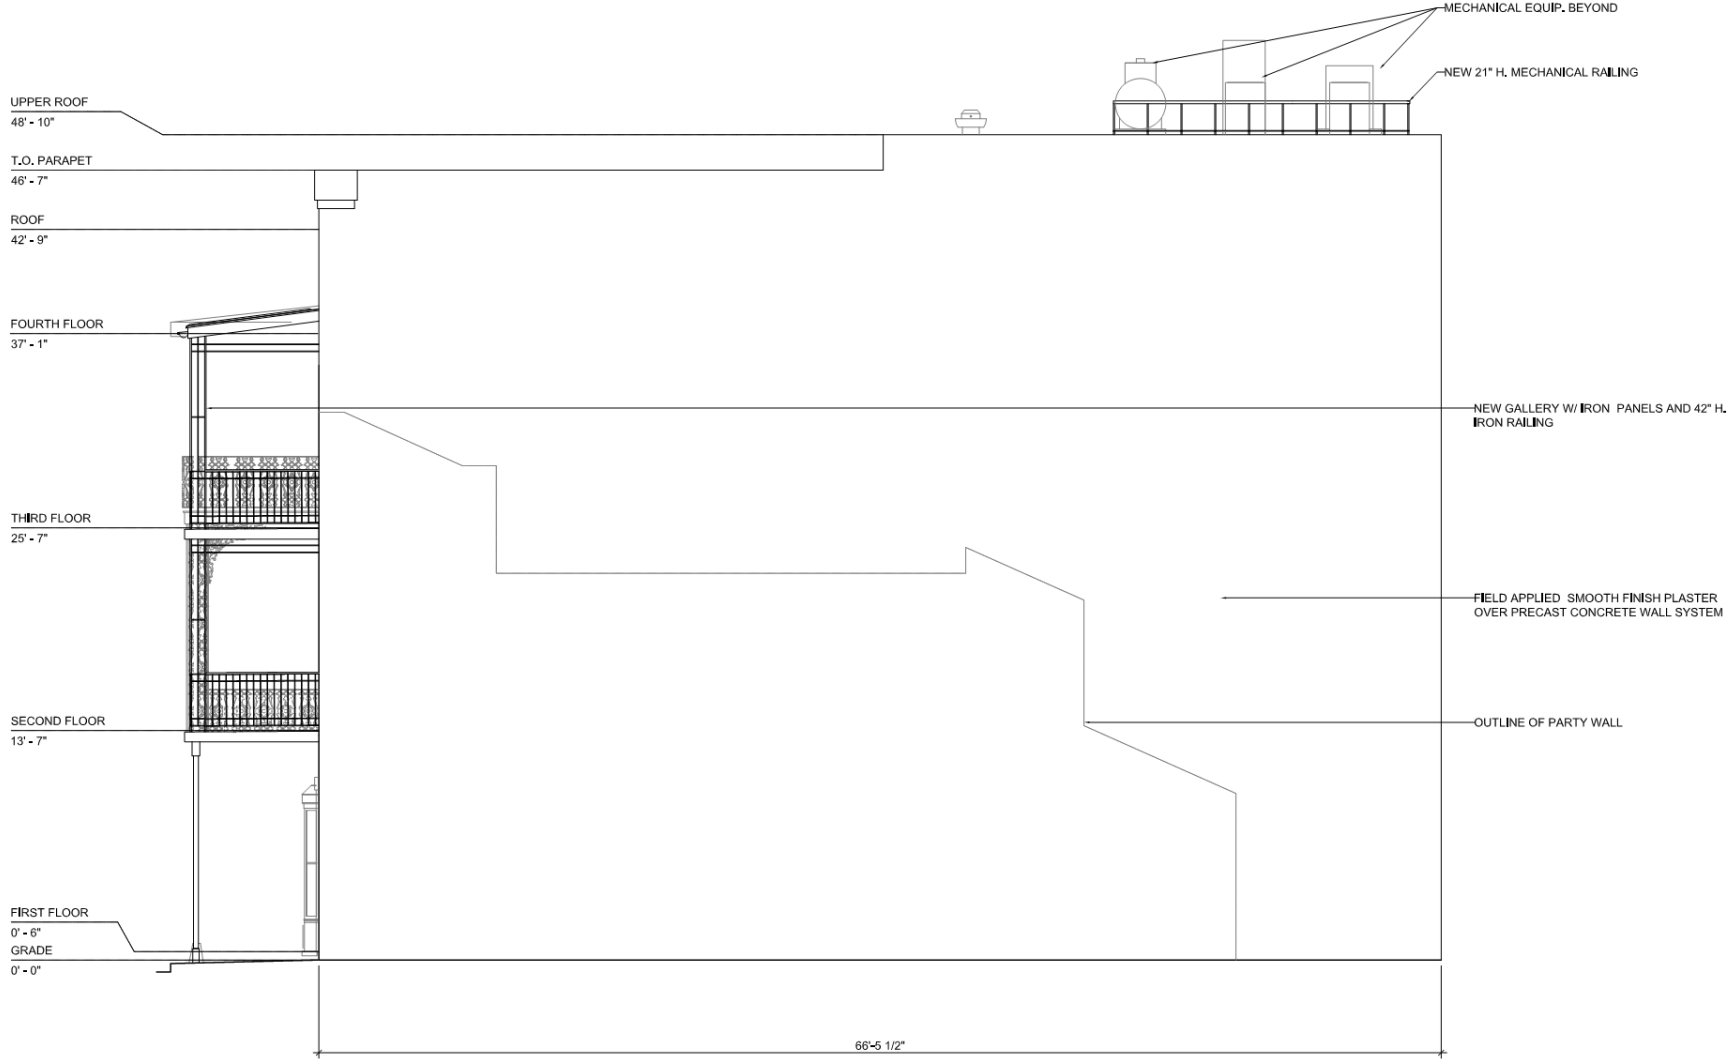 MECHANICAL EQUIP. BEYOND
NEW 21" H. MECHANICAL RAILING
UPPER ROOF
48' - 10"
T.O. PARAPET
46' - 7"
ROOF
42' - 9"
FOURTH FLOOR
37' - 1"
NEW GALLERY W/ IRON PANELS AND 42" H.
IRON RAILING
THIRD FLOOR
25' - 7"
FIELD APPLIED SMOOTH FINISH PLASTER
OVER PRECAST CONCRETE WALL SYSTEM
SECOND FLOOR
13' - 7"
OUTLINE OF PARTY WALL
FIRST FLOOR
0' - 6"
GRADE
0' - 0"
66'-5 1/2"